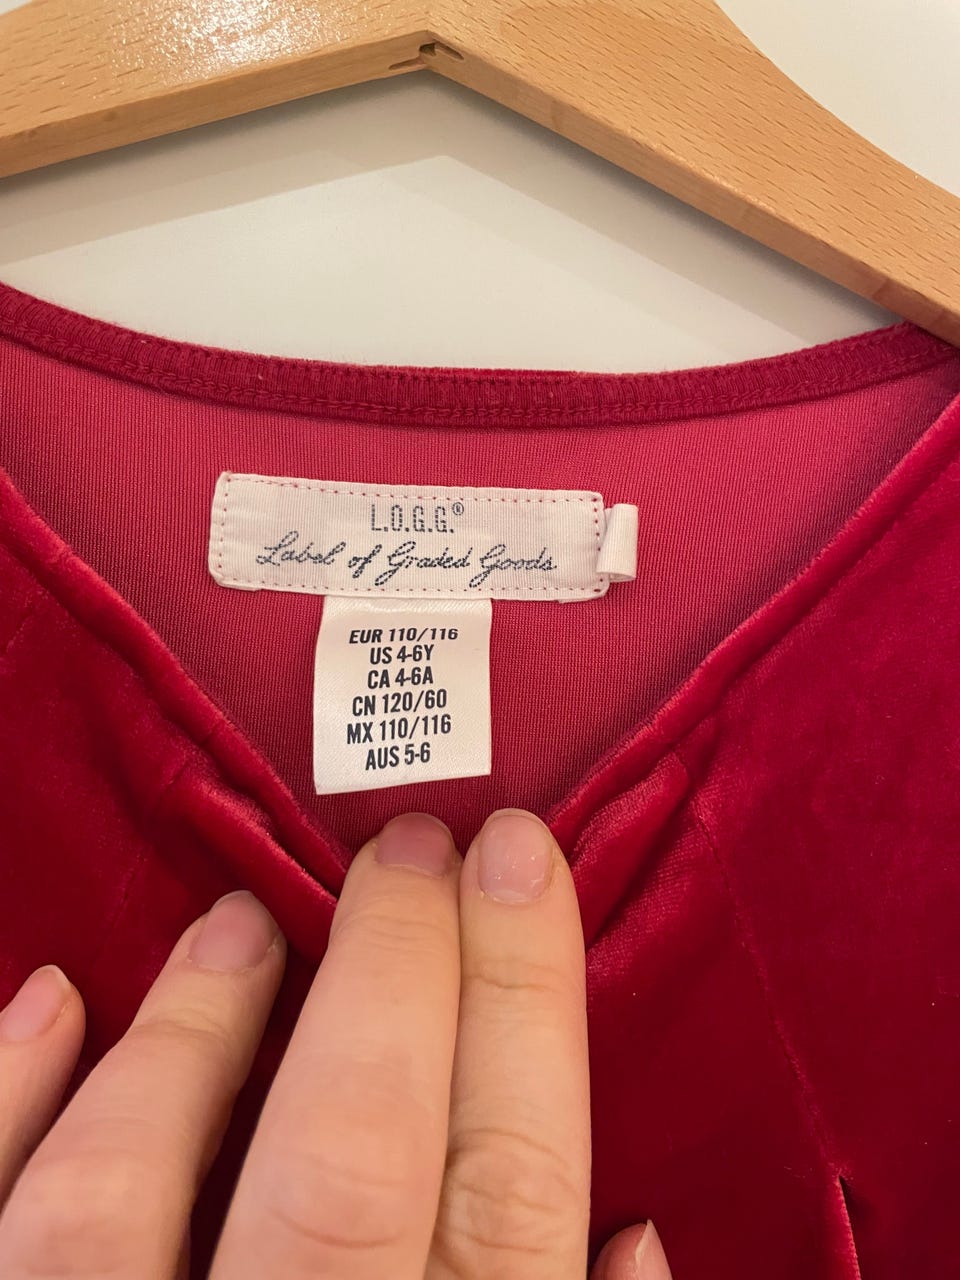 L.O.G.G.®
Label of Graded Goods
EUR 110/116
US 4-6Y
CA 4-6A
CN 120/60
MX 110/116
AUS 5-6